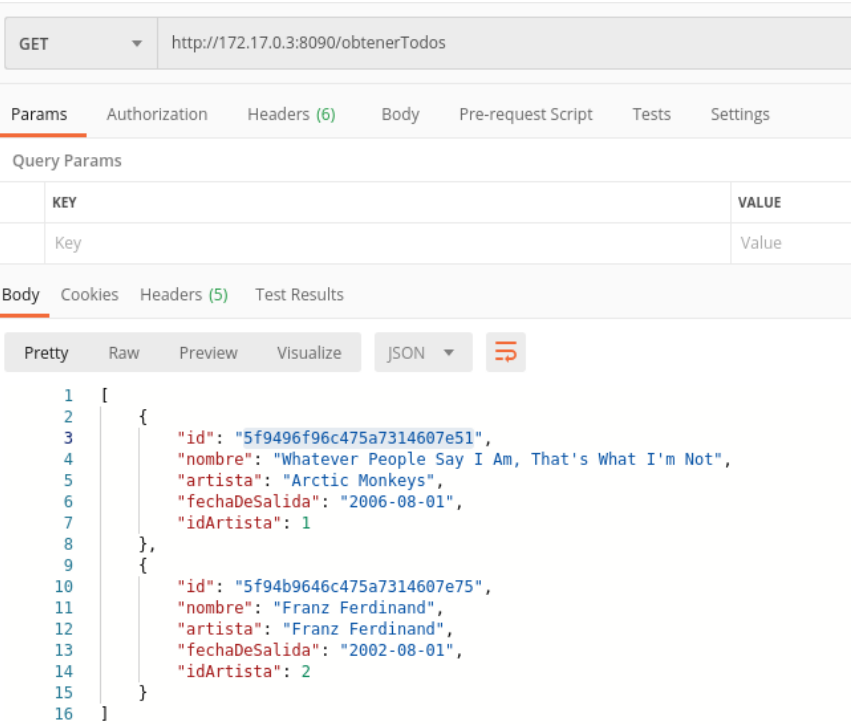 GET http://172.17.0.3:8090/obtenerTodos
Params Authorization Headers (6) Body Pre-request Script Tests Settings
Query Params
KEY VALUE
Key Value
Body Cookies Headers (5) Test Results
Pretty Raw Preview Visualize JSON
1 [
2 {
3 "id": "5f9496f96c475a7314607e51",
4 "nombre": "Whatever People Say I Am, That's What I'm Not",
5 "artista": "Arctic Monkeys",
6 "fechaDeSalida": "2006-08-01",
7 "idArtista": 1
8 },
9 {
10 "id": "5f94b9646c475a7314607e75",
11 "nombre": "Franz Ferdinand",
12 "artista": "Franz Ferdinand",
13 "fechaDeSalida": "2002-08-01",
14 "idArtista": 2
15 }
16 ]